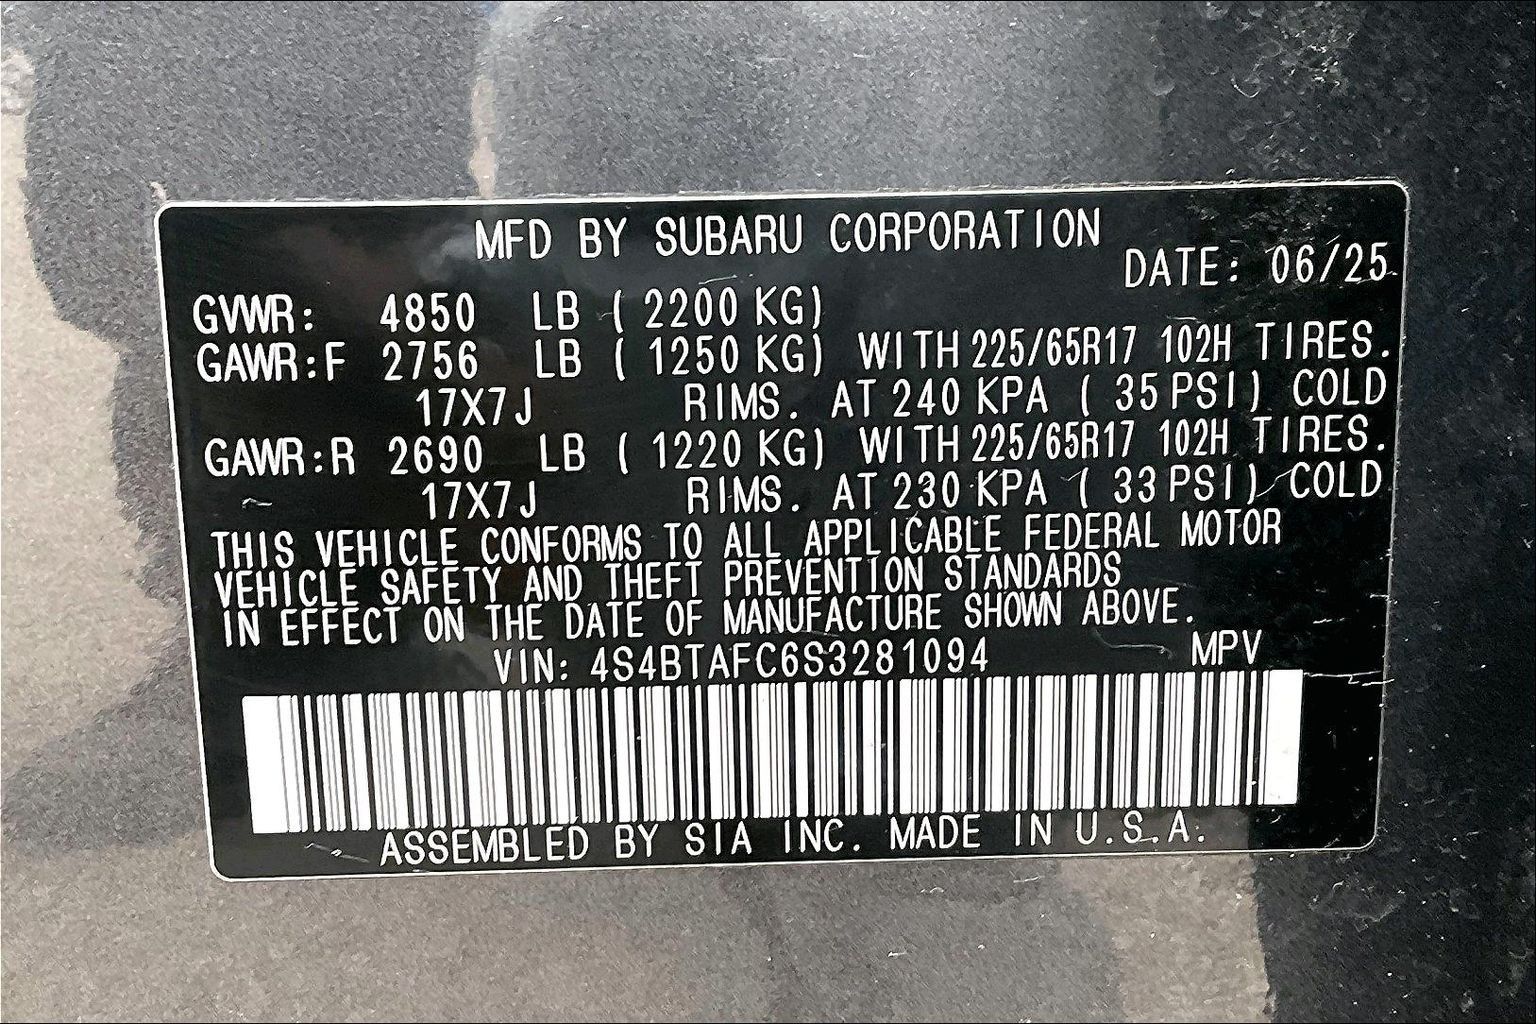 MFD BY SUBARU CORPORATION
DATE: 06/25
GVWR: 4850 LB ( 2200 KG)
GAWR:F 2756 LB ( 1250 KG) WITH 225/65R17 102H TIRES.
17X7J RIMS. AT 240 KPA ( 35 PSI) COLD
GAWR:R 2690 LB ( 1220 KG) WITH 225/65R17 102H TIRES.
17X7J RIMS. AT 230 KPA ( 33 PSI) COLD
THIS VEHICLE CONFORMS TO ALL APPLICABLE FEDERAL MOTOR
VEHICLE SAFETY AND THEFT PREVENTION STANDARDS
IN EFFECT ON THE DATE OF MANUFACTURE SHOWN ABOVE.
VIN: 4S4BTAFC6S3281094 MPV
ASSEMBLED BY SIA INC. MADE IN U.S.A.